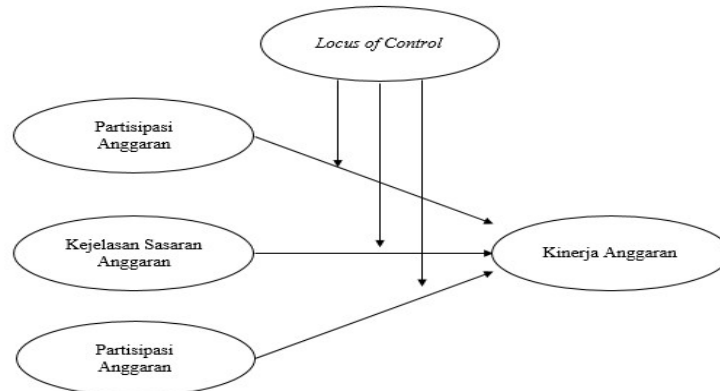 Locus of Control
Partisipasi
Anggaran
Kejelasan Sasaran
Anggaran
Kinerja Anggaran
Partisipasi
Anggaran